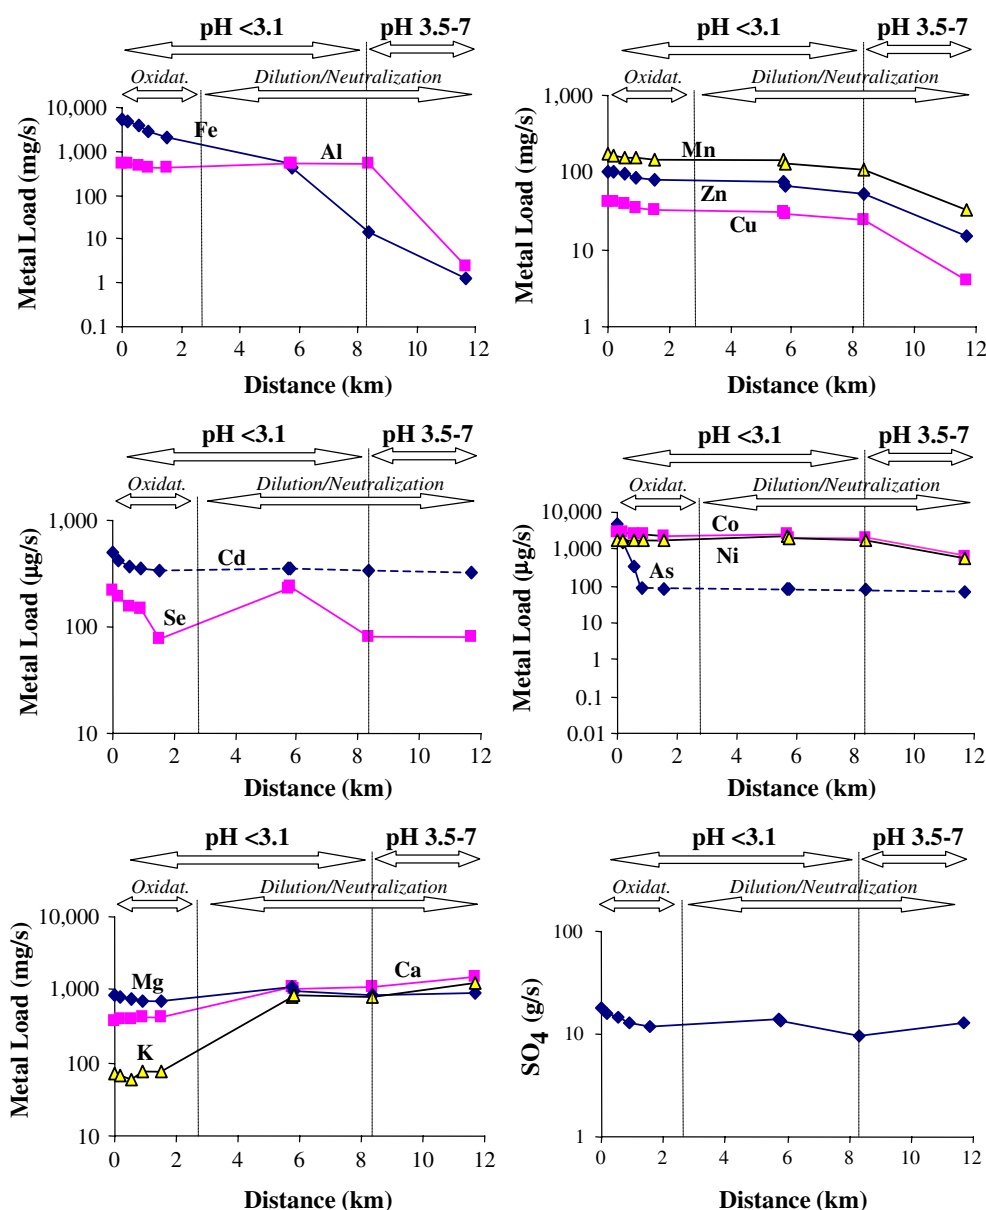 pH <3.1 pH 3.5-7
Oxidat. Dilution/Neutralization
10,000
1,000
100
10
1
0.1
Metal Load (mg/s)
Fe
Al
0 2 4 6 8 10 12
Distance (km)
pH <3.1 pH 3.5-7
Oxidat. Dilution/Neutralization
1,000
100
10
1
Metal Load (mg/s)
Mn
Zn
Cu
0 2 4 6 8 10 12
Distance (km)
pH <3.1 pH 3.5-7
Oxidat. Dilution/Neutralization
1,000
100
10
Metal Load (µg/s)
Cd
Se
0 2 4 6 8 10 12
Distance (km)
pH <3.1 pH 3.5-7
Oxidat. Dilution/Neutralization
10,000
1,000
100
10
1
0.1
0.01
Metal Load (µg/s)
Co
Ni
As
0 2 4 6 8 10 12
Distance (km)
pH <3.1 pH 3.5-7
Oxidat. Dilution/Neutralization
10,000
1,000
100
10
Metal Load (mg/s)
Mg
Ca
K
0 2 4 6 8 10 12
Distance (km)
pH <3.1 pH 3.5-7
Oxidat. Dilution/Neutralization
100
10
1
SO4 (g/s)
0 2 4 6 8 10 12
Distance (km)